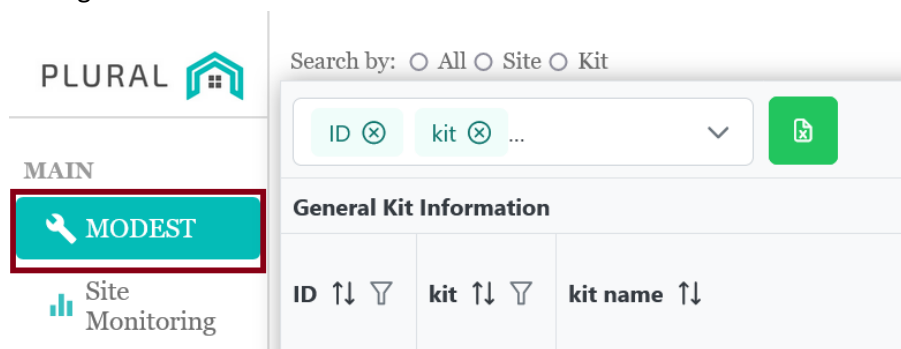 PLURAL
Search by: All Site Kit
ID kit ...
MAIN
General Kit Information
MODEST
ID kit kit name
Site
Monitoring